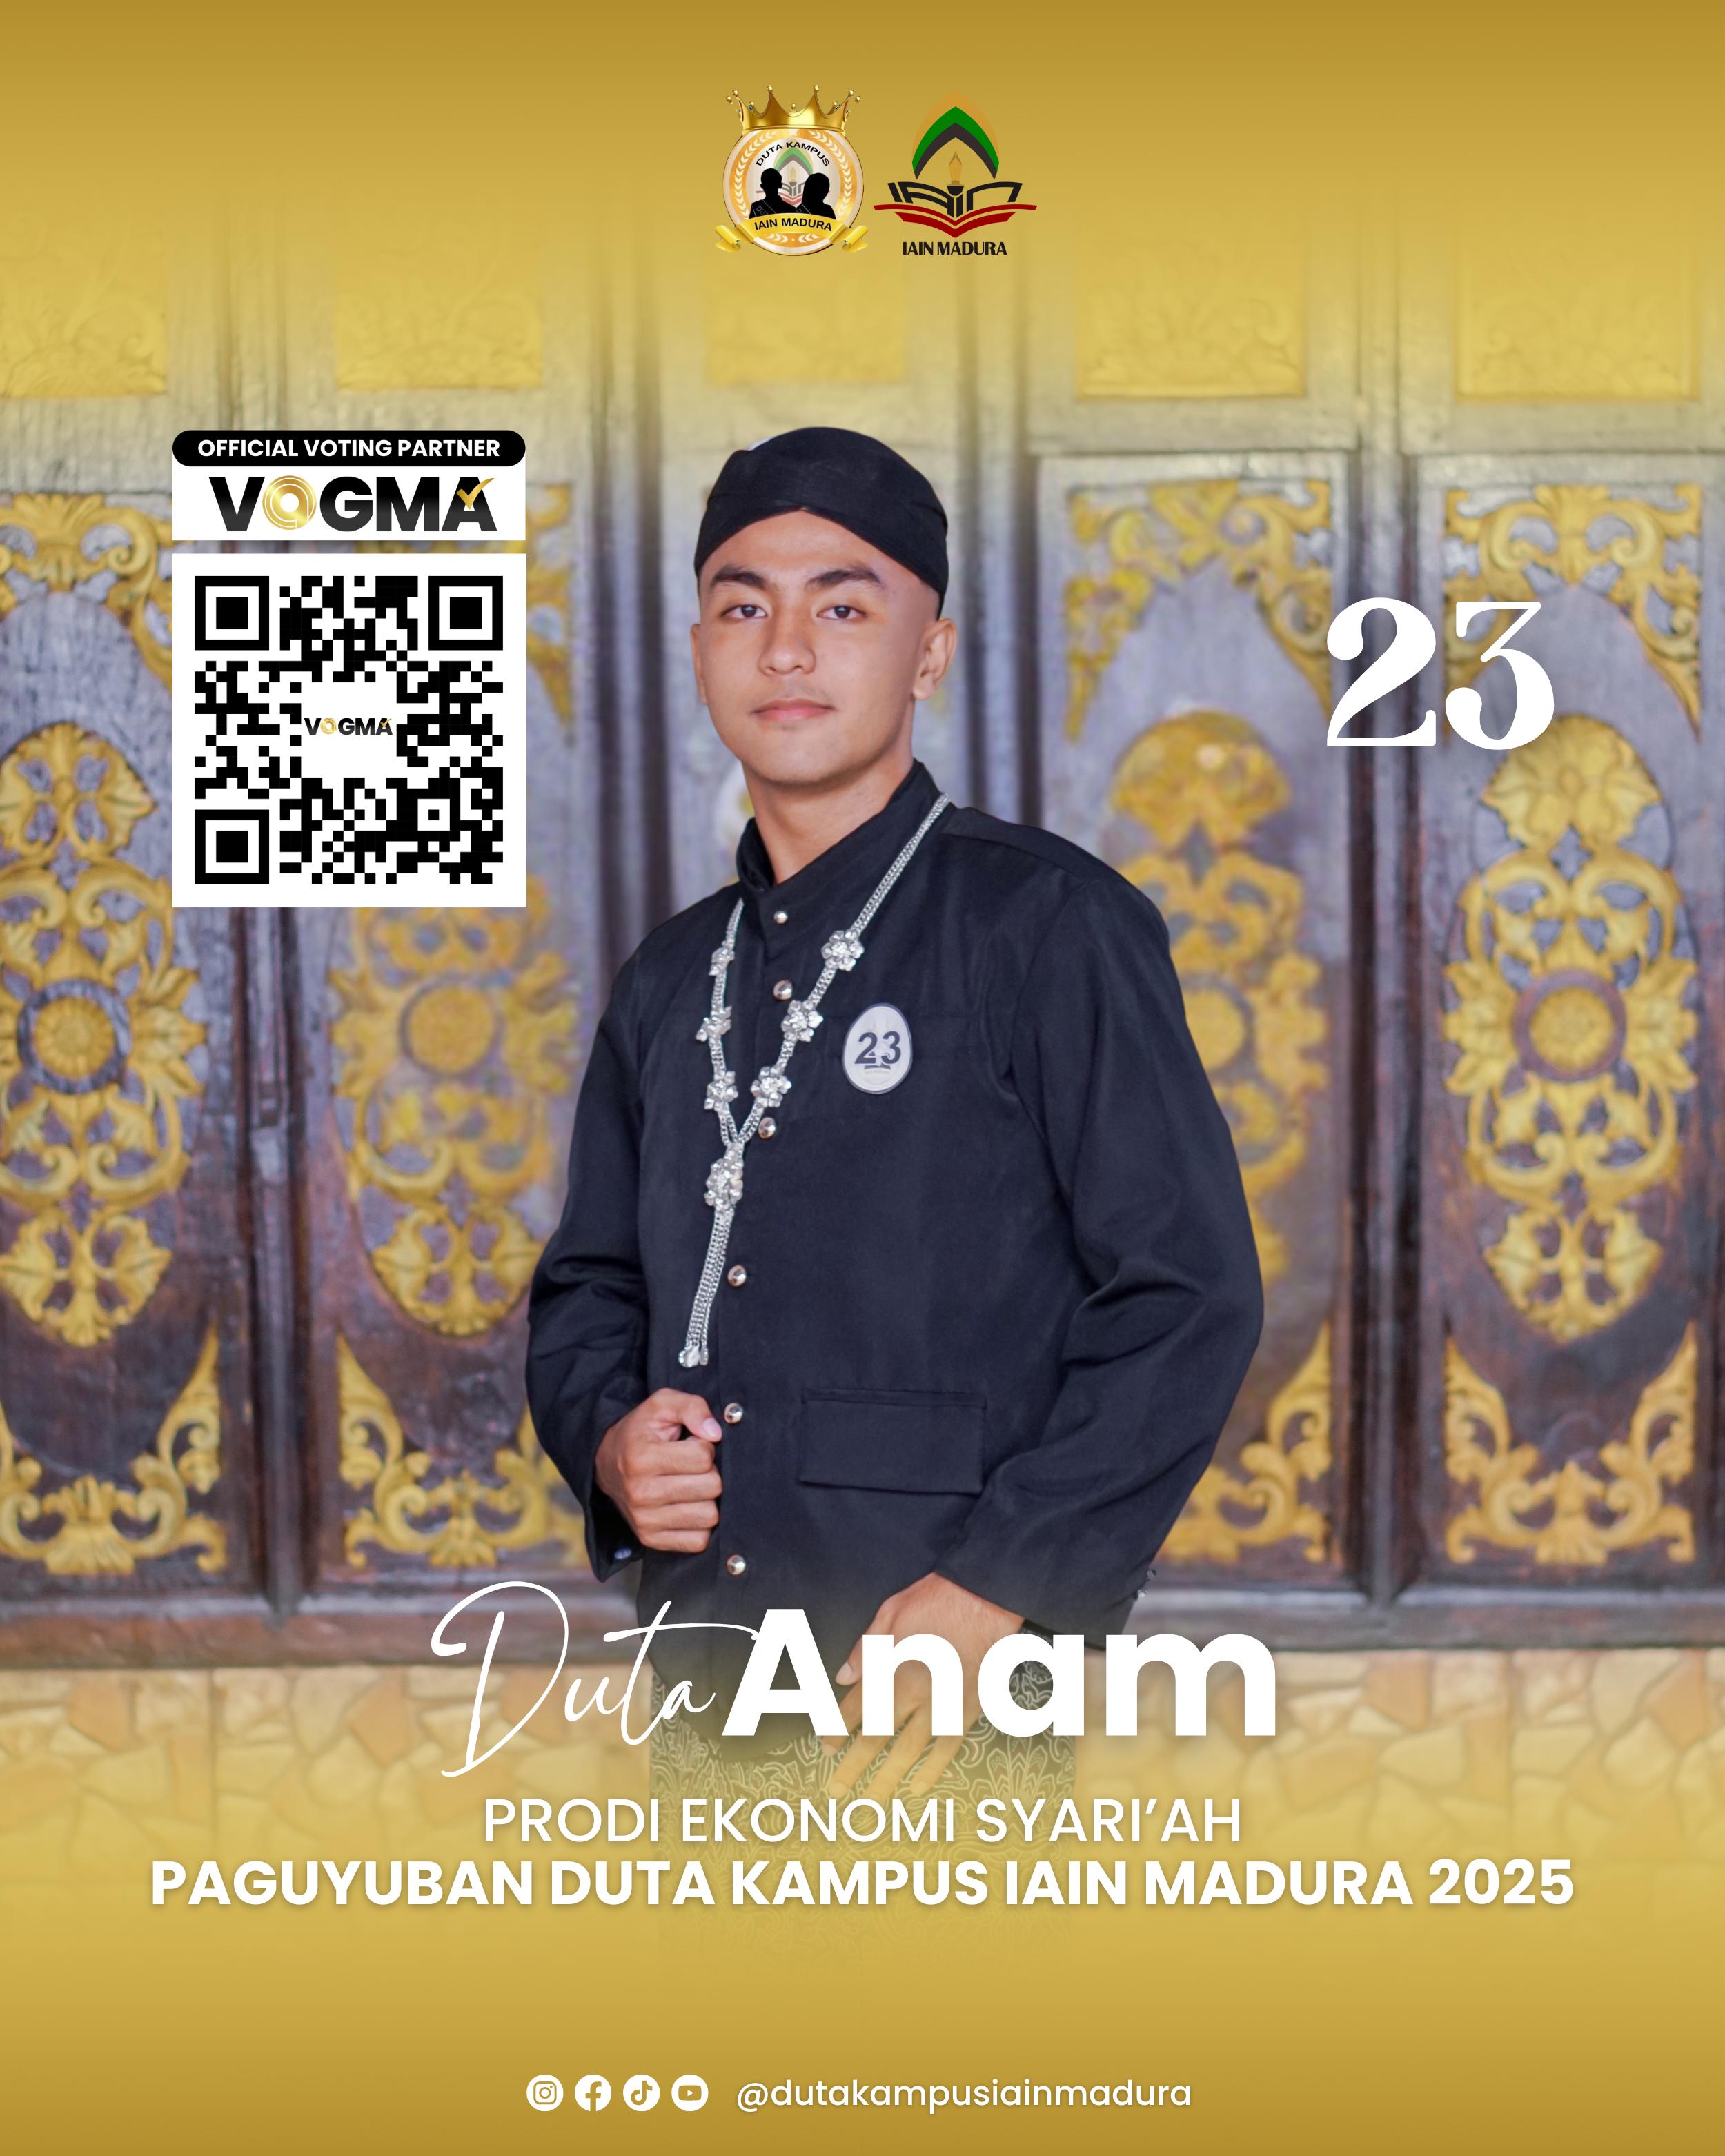 DUTA KAMPUS
IAIN MADURA
IAIN MADURA
OFFICIAL VOTING PARTNER
VOGMA
VOGMA
23
23
Duta Anam
PRODI EKONOMI SYARI’AH
PAGUYUBAN DUTA KAMPUS IAIN MADURA 2025
@dutakampusiainmadura